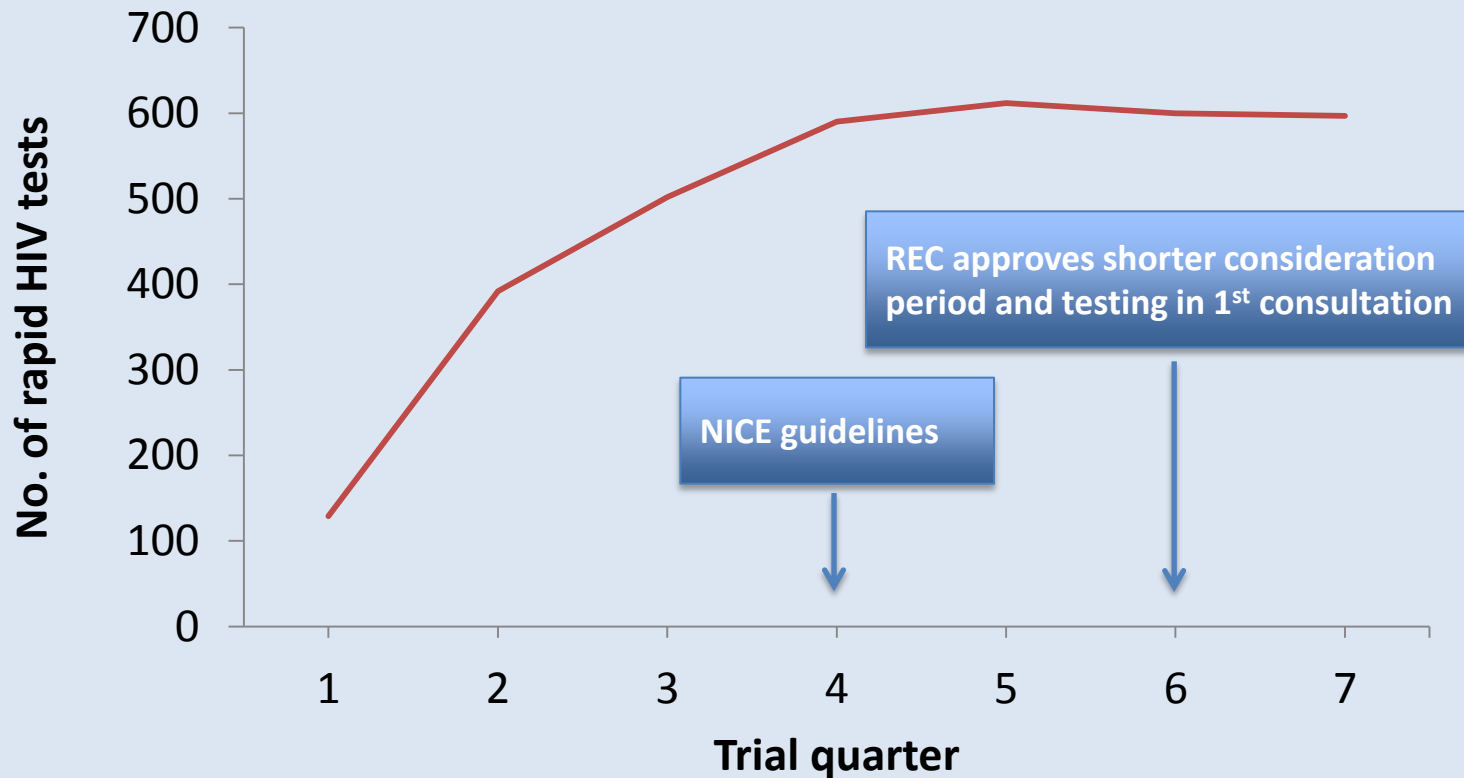 No. of rapid HIV tests
700
600
500
400
300
200
100
0
REC approves shorter consideration
period and testing in 1st consultation
NICE guidelines
1 2 3 4 5 6 7
Trial quarter